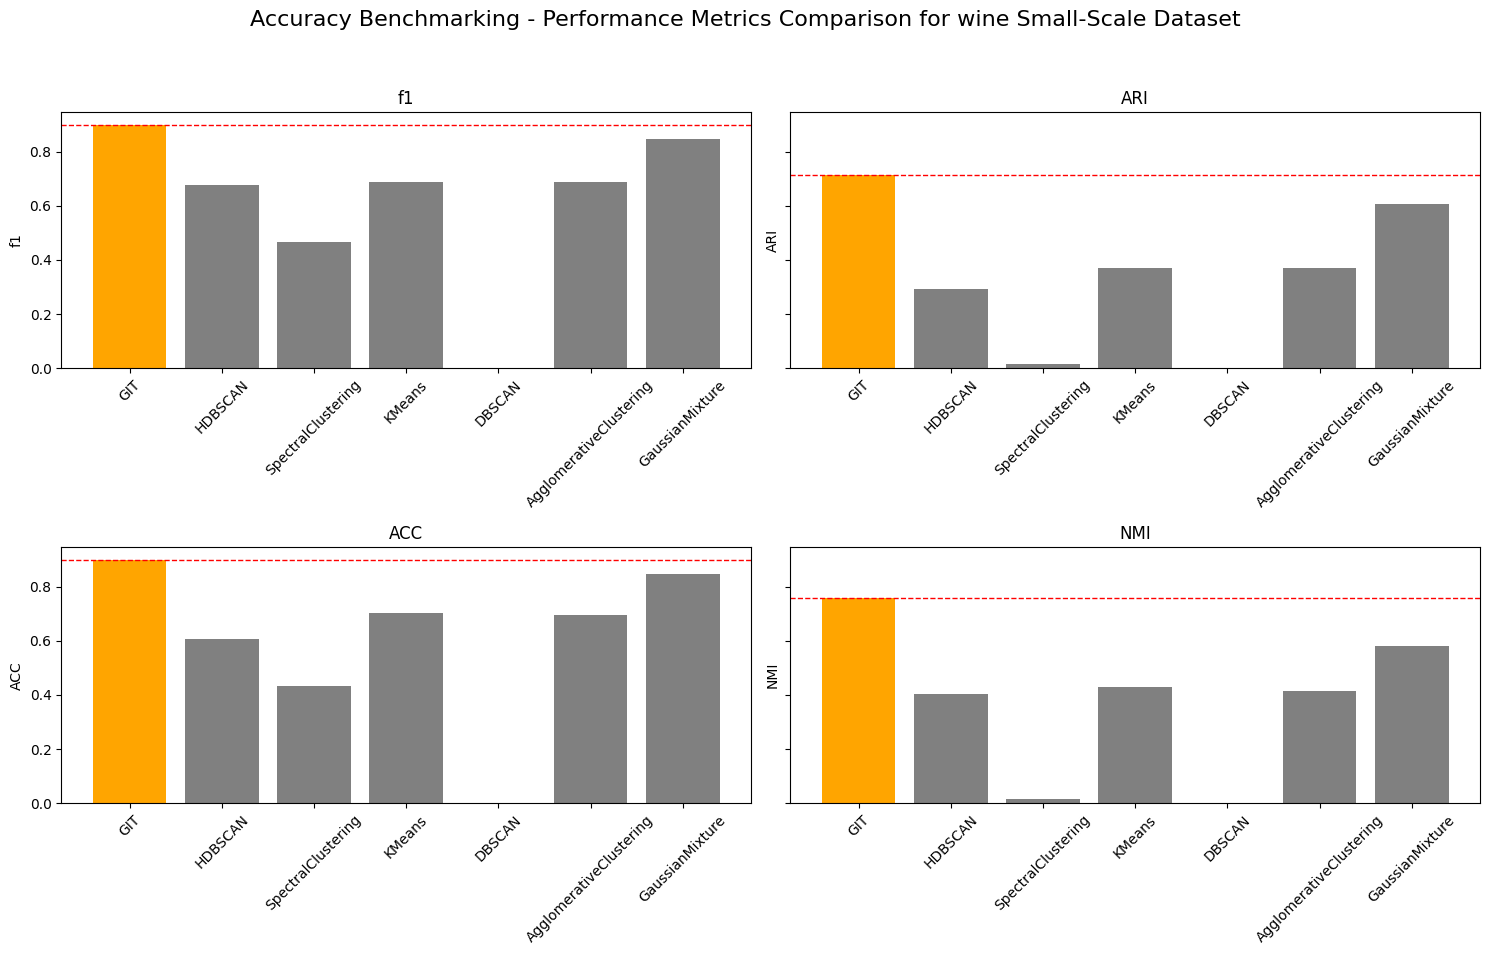 Accuracy Benchmarking - Performance Metrics Comparison for wine Small-Scale Dataset
f1
f1
0.8
0.6
0.4
0.2
0.0
GIT
HDBSCAN
SpectralClustering
KMeans
DBSCAN
AgglomerativeClustering
GaussianMixture
ARI
ARI
GIT
HDBSCAN
SpectralClustering
KMeans
DBSCAN
AgglomerativeClustering
GaussianMixture
ACC
ACC
0.8
0.6
0.4
0.2
0.0
GIT
HDBSCAN
SpectralClustering
KMeans
DBSCAN
AgglomerativeClustering
GaussianMixture
NMI
NMI
GIT
HDBSCAN
SpectralClustering
KMeans
DBSCAN
AgglomerativeClustering
GaussianMixture